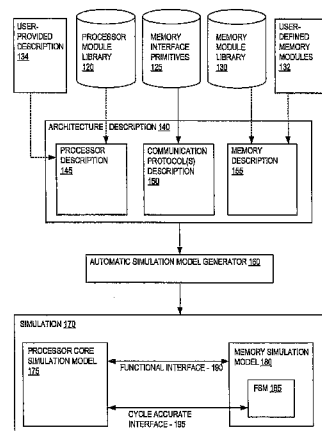 USER-
PROVIDED
DESCRIPTION
134
PROCESSOR
MODULE
LIBRARY
120
MEMORY
INTERFACE
PRIMITIVES
125
MEMORY
MODULE
LIBRARY
130
USER-
DEFINED
MEMORY
MODULES
132
ARCHITECTURE DESCRIPTION 140
PROCESSOR
DESCRIPTION
145
COMMUNICATION
PROTOCOL(S)
DESCRIPTION
150
MEMORY
DESCRIPTION
155
AUTOMATIC SIMULATION MODEL GENERATOR 160
SIMULATION 170
PROCESSOR CORE
SIMULATION MODEL
175
FUNCTIONAL INTERFACE - 190
MEMORY SIMULATION
MODEL 180
FSM 185
CYCLE ACCURATE
INTERFACE - 195